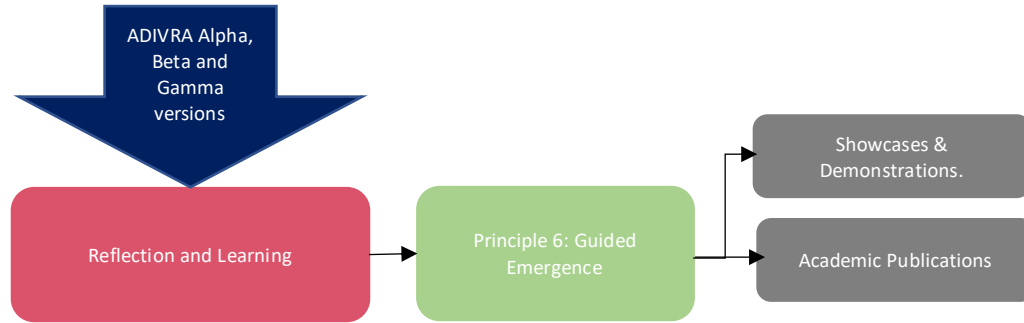 ADIVRA Alpha,
Beta and
Gamma
versions
Reflection and Learning
Principle 6: Guided
Emergence
Showcases &
Demonstrations.
Academic Publications